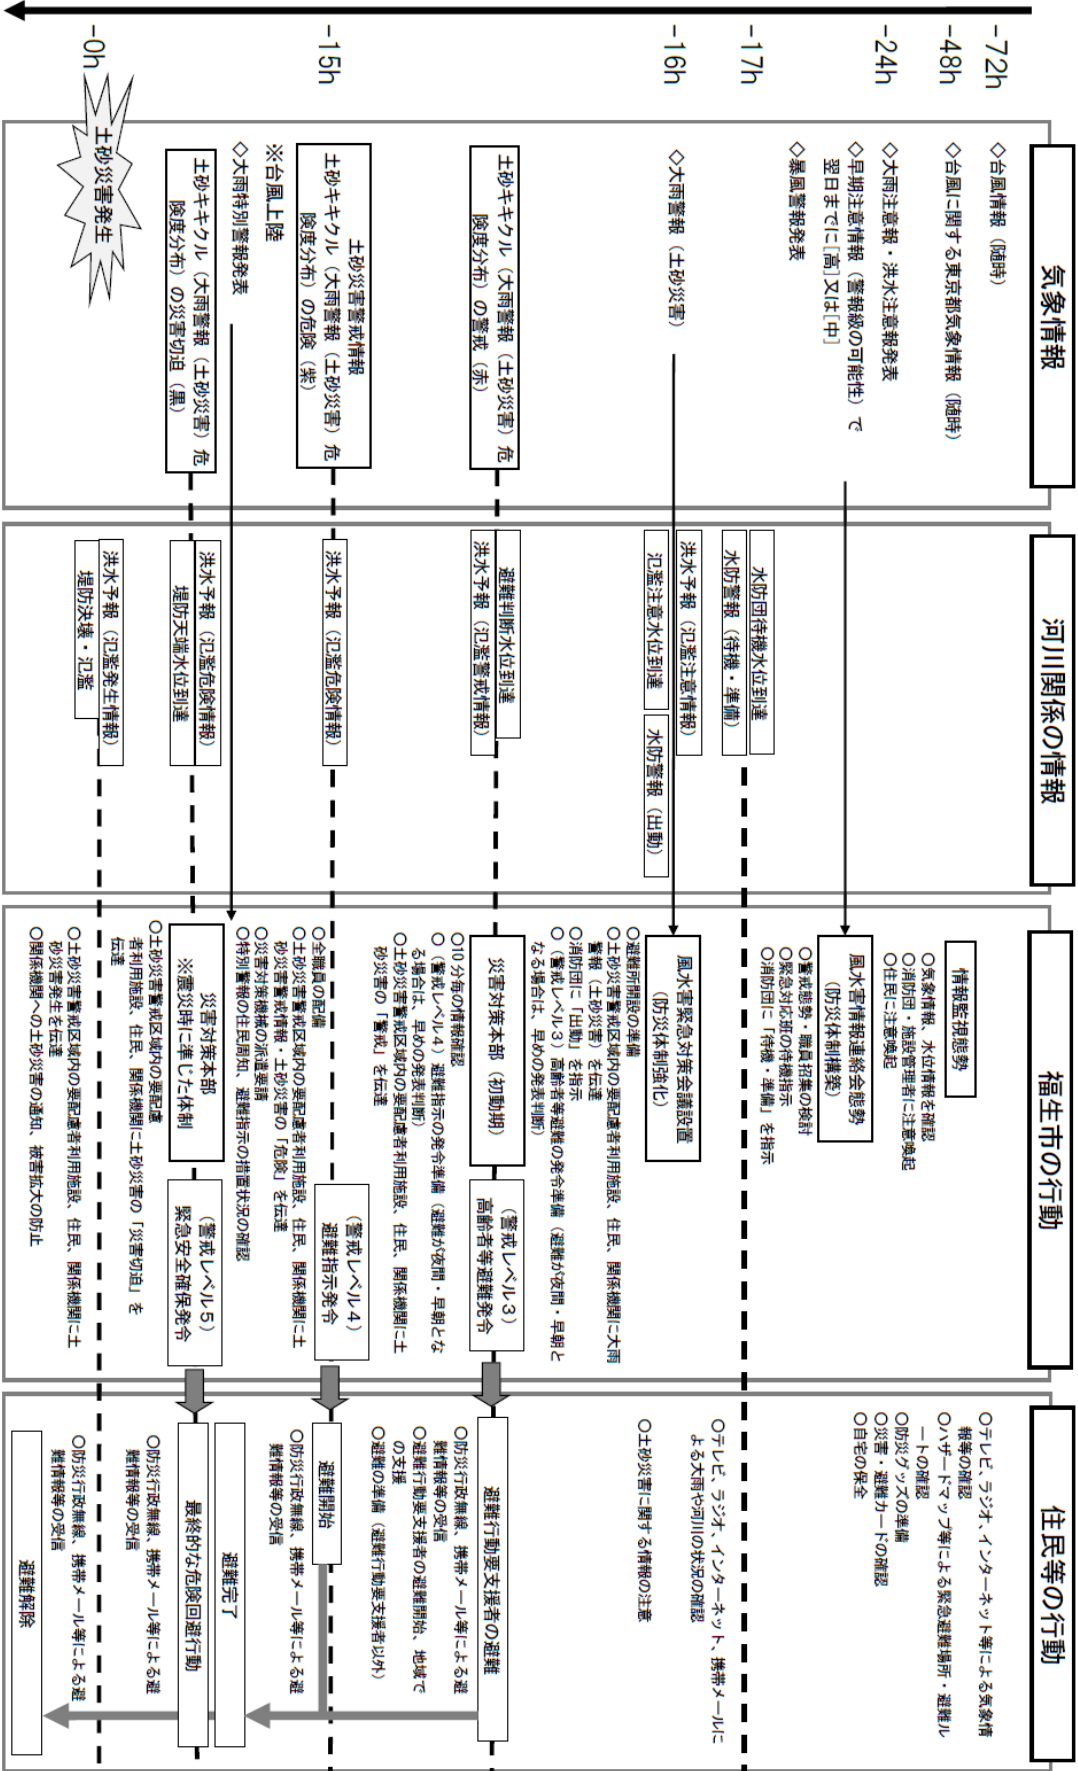 -72h
-48h
-24h
-17h
-16h
-15h
-0h
気象情報
◇台風情報（随時）
◇台風に関する東京都気象情報（随時）
◇大雨注意報・洪水注意報発表
◇早期注意情報（警報級の可能性）で
翌日までに[高]又は[中]
◇暴風警報発表
◇大雨警報（土砂災害）
土砂キキクル（大雨警報（土砂災害）危
険度分布）の警戒（赤）
土砂災害警戒情報
土砂キキクル（大雨警報（土砂災害）危
険度分布）の危険（紫）
※台風上陸
◇大雨特別警報発表
土砂キキクル（大雨警報（土砂災害）危
険度分布）の災害切迫（黒）
土砂災害発生
河川関係の情報
水防団待機水位到達
水防警報（待機・準備）
洪水予報（氾濫注意情報）
氾濫注意水位到達
水防警報（出動）
避難判断水位到達
洪水予報（氾濫警戒情報）
洪水予報（氾濫危険情報）
洪水予報（氾濫危険情報）
堤防天端水位到達
洪水予報（氾濫発生情報）
堤防決壊・氾濫
福生市の行動
情報監視態勢
○気象情報、水位情報を確認
○消防団・施設管理者に注意喚起
○住民に注意喚起
風水害情報連絡会態勢
（防災体制構築）
○警戒態勢・職員招集の検討
○緊急対応班の待機指示
○消防団に「待機・準備」を指示
風水害緊急対策会議設置
（防災体制強化）
○避難所開設の準備
○土砂災害警戒区域内の要配慮者利用施設、住民、関係機関に大雨
警報（土砂災害）を伝達
○消防団に「出動」を指示
○（警戒レベル３）高齢者等避難の発令準備（避難が夜間・早朝と
なる場合は、早めの発表判断）
災害対策本部（初動期）
（警戒レベル３）
高齢者等避難発令
○10分毎の情報確認
○（警戒レベル４）避難指示の発令準備（避難が夜間・早朝とな
る場合は、早めの発表判断）
○土砂災害警戒区域内の要配慮者利用施設、住民、関係機関に土
砂災害の「警戒」を伝達
（警戒レベル４）
避難指示発令
○全職員の配備
○土砂災害警戒区域内の要配慮者利用施設、住民、関係機関に土
砂災害警戒情報・土砂災害の「危険」を伝達
○災害対策機械の派遣要請
○特別警報の住民周知、避難指示の措置状況の確認
災害対策本部
※震災時に準じた体制
（警戒レベル５）
緊急安全確保発令
○土砂災害警戒区域内の要配慮
者利用施設、住民、関係機関に土砂災害の「災害切迫」を
伝達
○土砂災害警戒区域内の要配慮者利用施設、住民、関係機関に土
砂災害発生を伝達
○関係機関への土砂災害の通知、被害拡大の防止
住民等の行動
○テレビ、ラジオ、インターネット等による気象情
報等の確認
○ハザードマップ等による緊急避難場所・避難ル
ートの確認
○防災グッズの準備
○災害・避難カードの確認
○自宅の保全
○テレビ、ラジオ、インターネット、携帯メールに
よる大雨や河川の状況の確認
○土砂災害に関する情報の注意
避難行動要支援者の避難
○防災行政無線、携帯メール等による避
難情報等の受信
○避難行動要支援者の避難開始、地域で
の支援
○避難の準備（避難行動要支援者以外）
避難開始
○防災行政無線、携帯メール等による避
難情報等の受信
避難完了
最終的な危険回避行動
○防災行政無線、携帯メール等による避
難情報等の受信
○防災行政無線、携帯メール等による避
難情報等の受信
避難解除